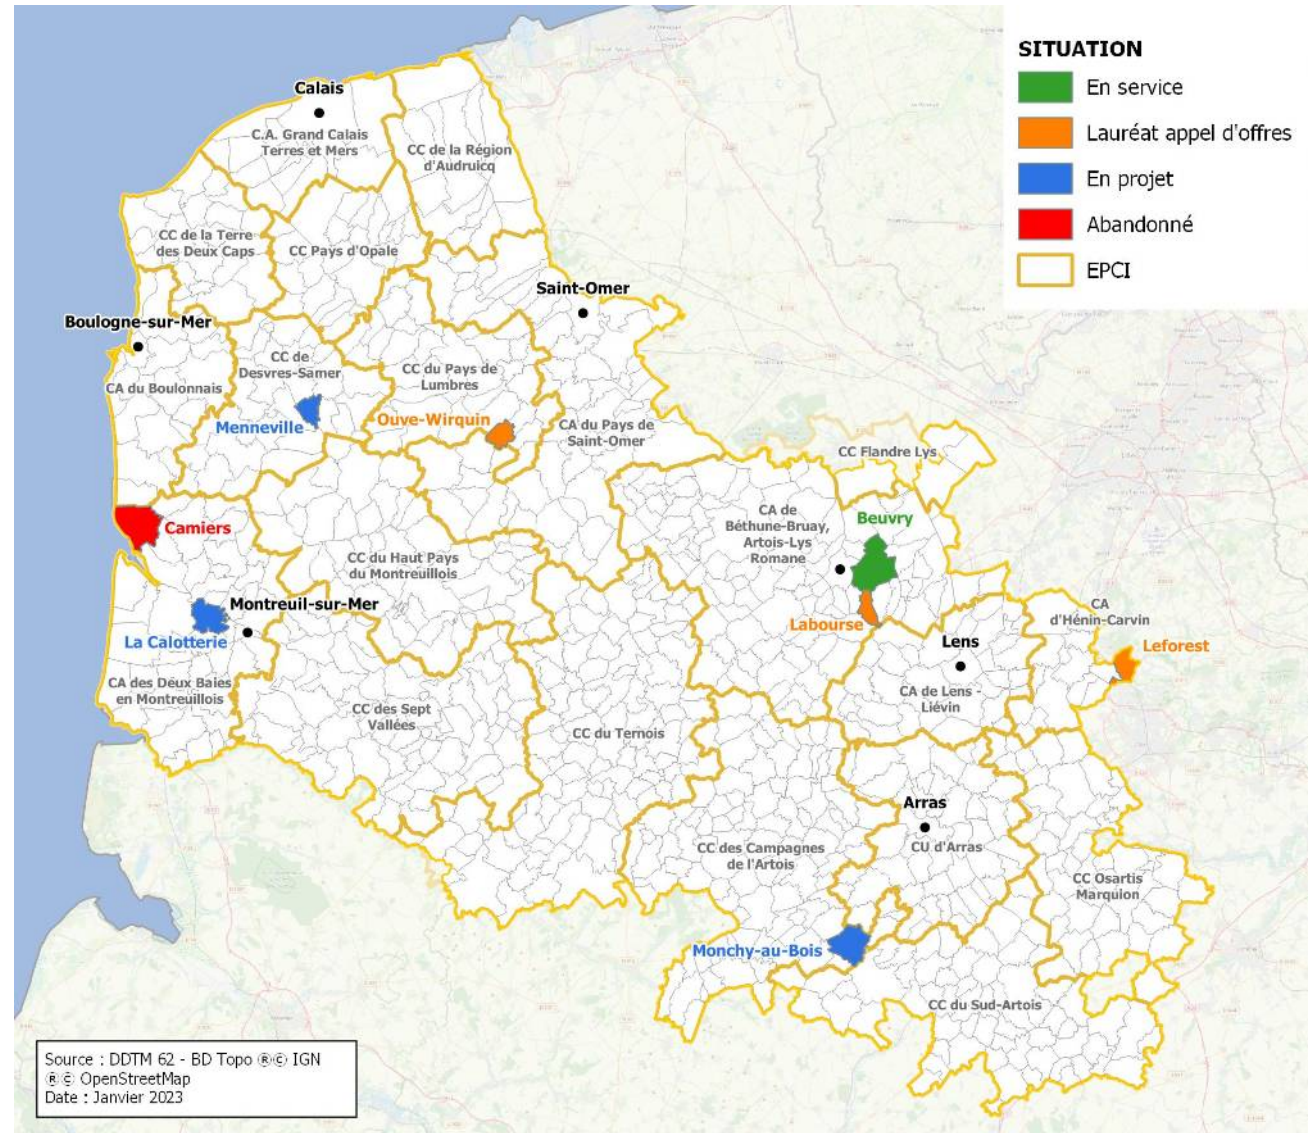 SITUATION
En service
Lauréat appel d'offres
En projet
Abandonné
EPCI
Calais
C.A. Grand Calais
Terres et Mers
CC de la Région
d'Audruicq
CC de la Terre
des Deux Caps
CC Pays d'Opale
Saint-Omer
Boulogne-sur-Mer
CC de
Desvres-Samer
CC du Pays de
Lumbres
CA du Boulonnais
Menneville
Ouve-Wirquin
CA du Pays de
Saint-Omer
CC Flandre Lys
CA de
Béthune-Bruay,
Artois-Lys
Romane
Beuvry
Camiers
CC du Haut Pays
du Montreuillois
Montreuil-sur-Mer
La Calotterie
Labourse
CA
d'Hénin-Carvin
Lens
Leforest
CA des Deux Baies
en Montreuillois
CA de Lens -
Liévin
CC des Sept
Vallées
CC du Ternois
Arras
CC des Campagnes
de l'Artois
CU d'Arras
CC Osartis
Marquion
Monchy-au-Bois
CC du Sud-Artois
Source : DDTM 62 - BD Topo ®© IGN
®© OpenStreetMap
Date : Janvier 2023